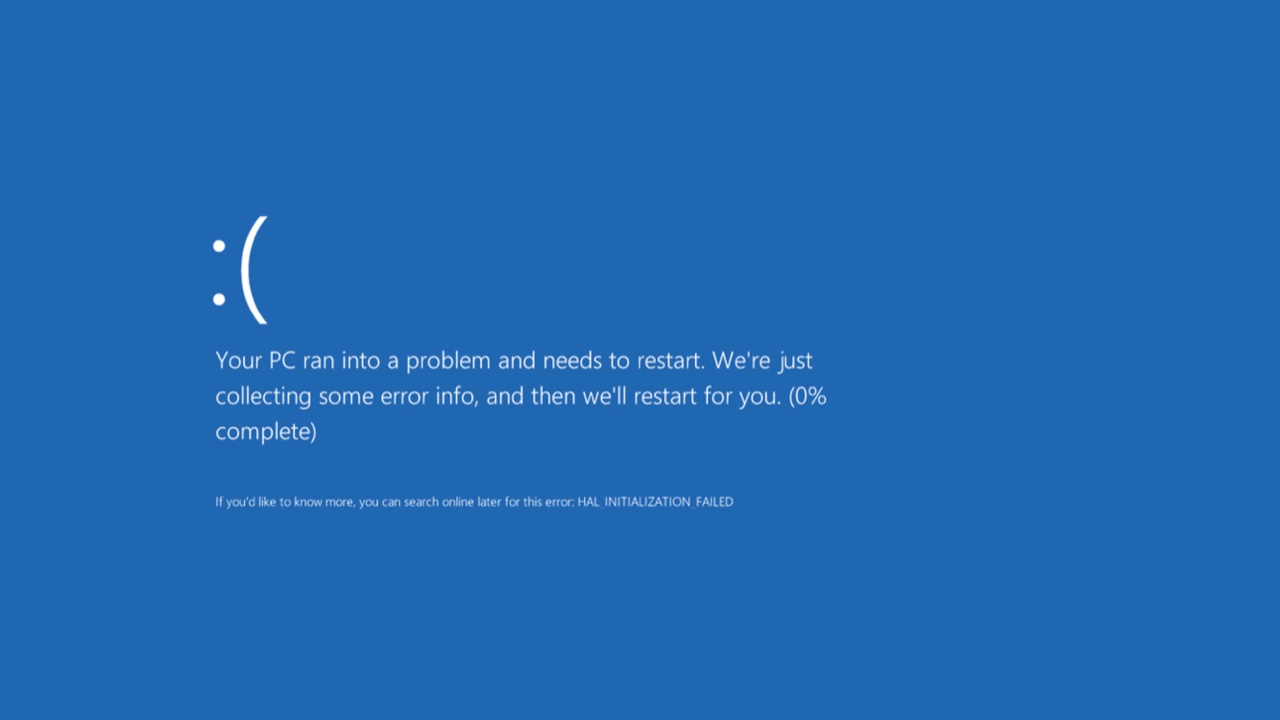 :(
Your PC ran into a problem and needs to restart. We're just
collecting some error info, and then we'll restart for you. (0%
complete)
If you'd like to know more, you can search online later for this error: HAL_INITIALIZATION_FAILED